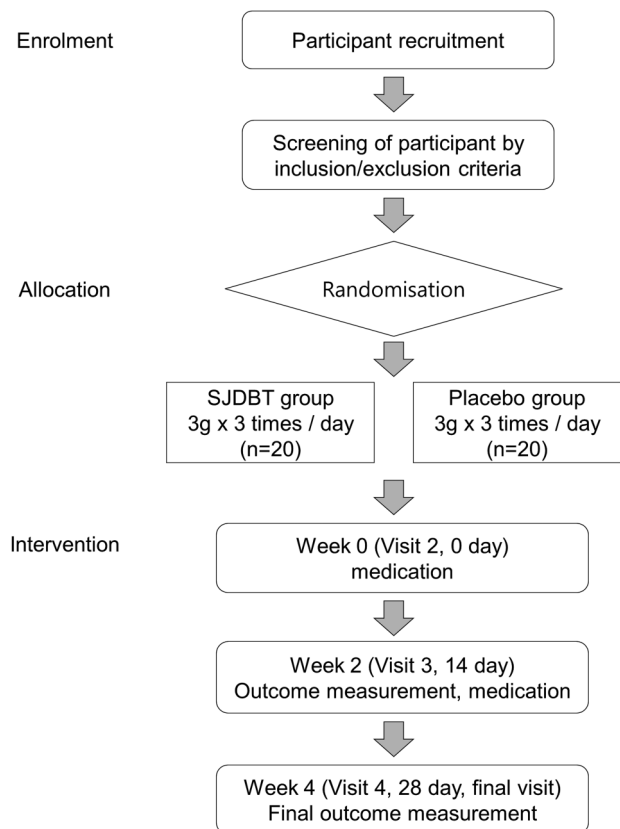 Enrolment
Participant recruitment
Screening of participant by
inclusion/exclusion criteria
Allocation
Randomisation
SJDBT group
3g x 3 times / day
(n=20)
Placebo group
3g x 3 times / day
(n=20)
Intervention
Week 0 (Visit 2, 0 day)
medication
Week 2 (Visit 3, 14 day)
Outcome measurement, medication
Week 4 (Visit 4, 28 day, final visit)
Final outcome measurement